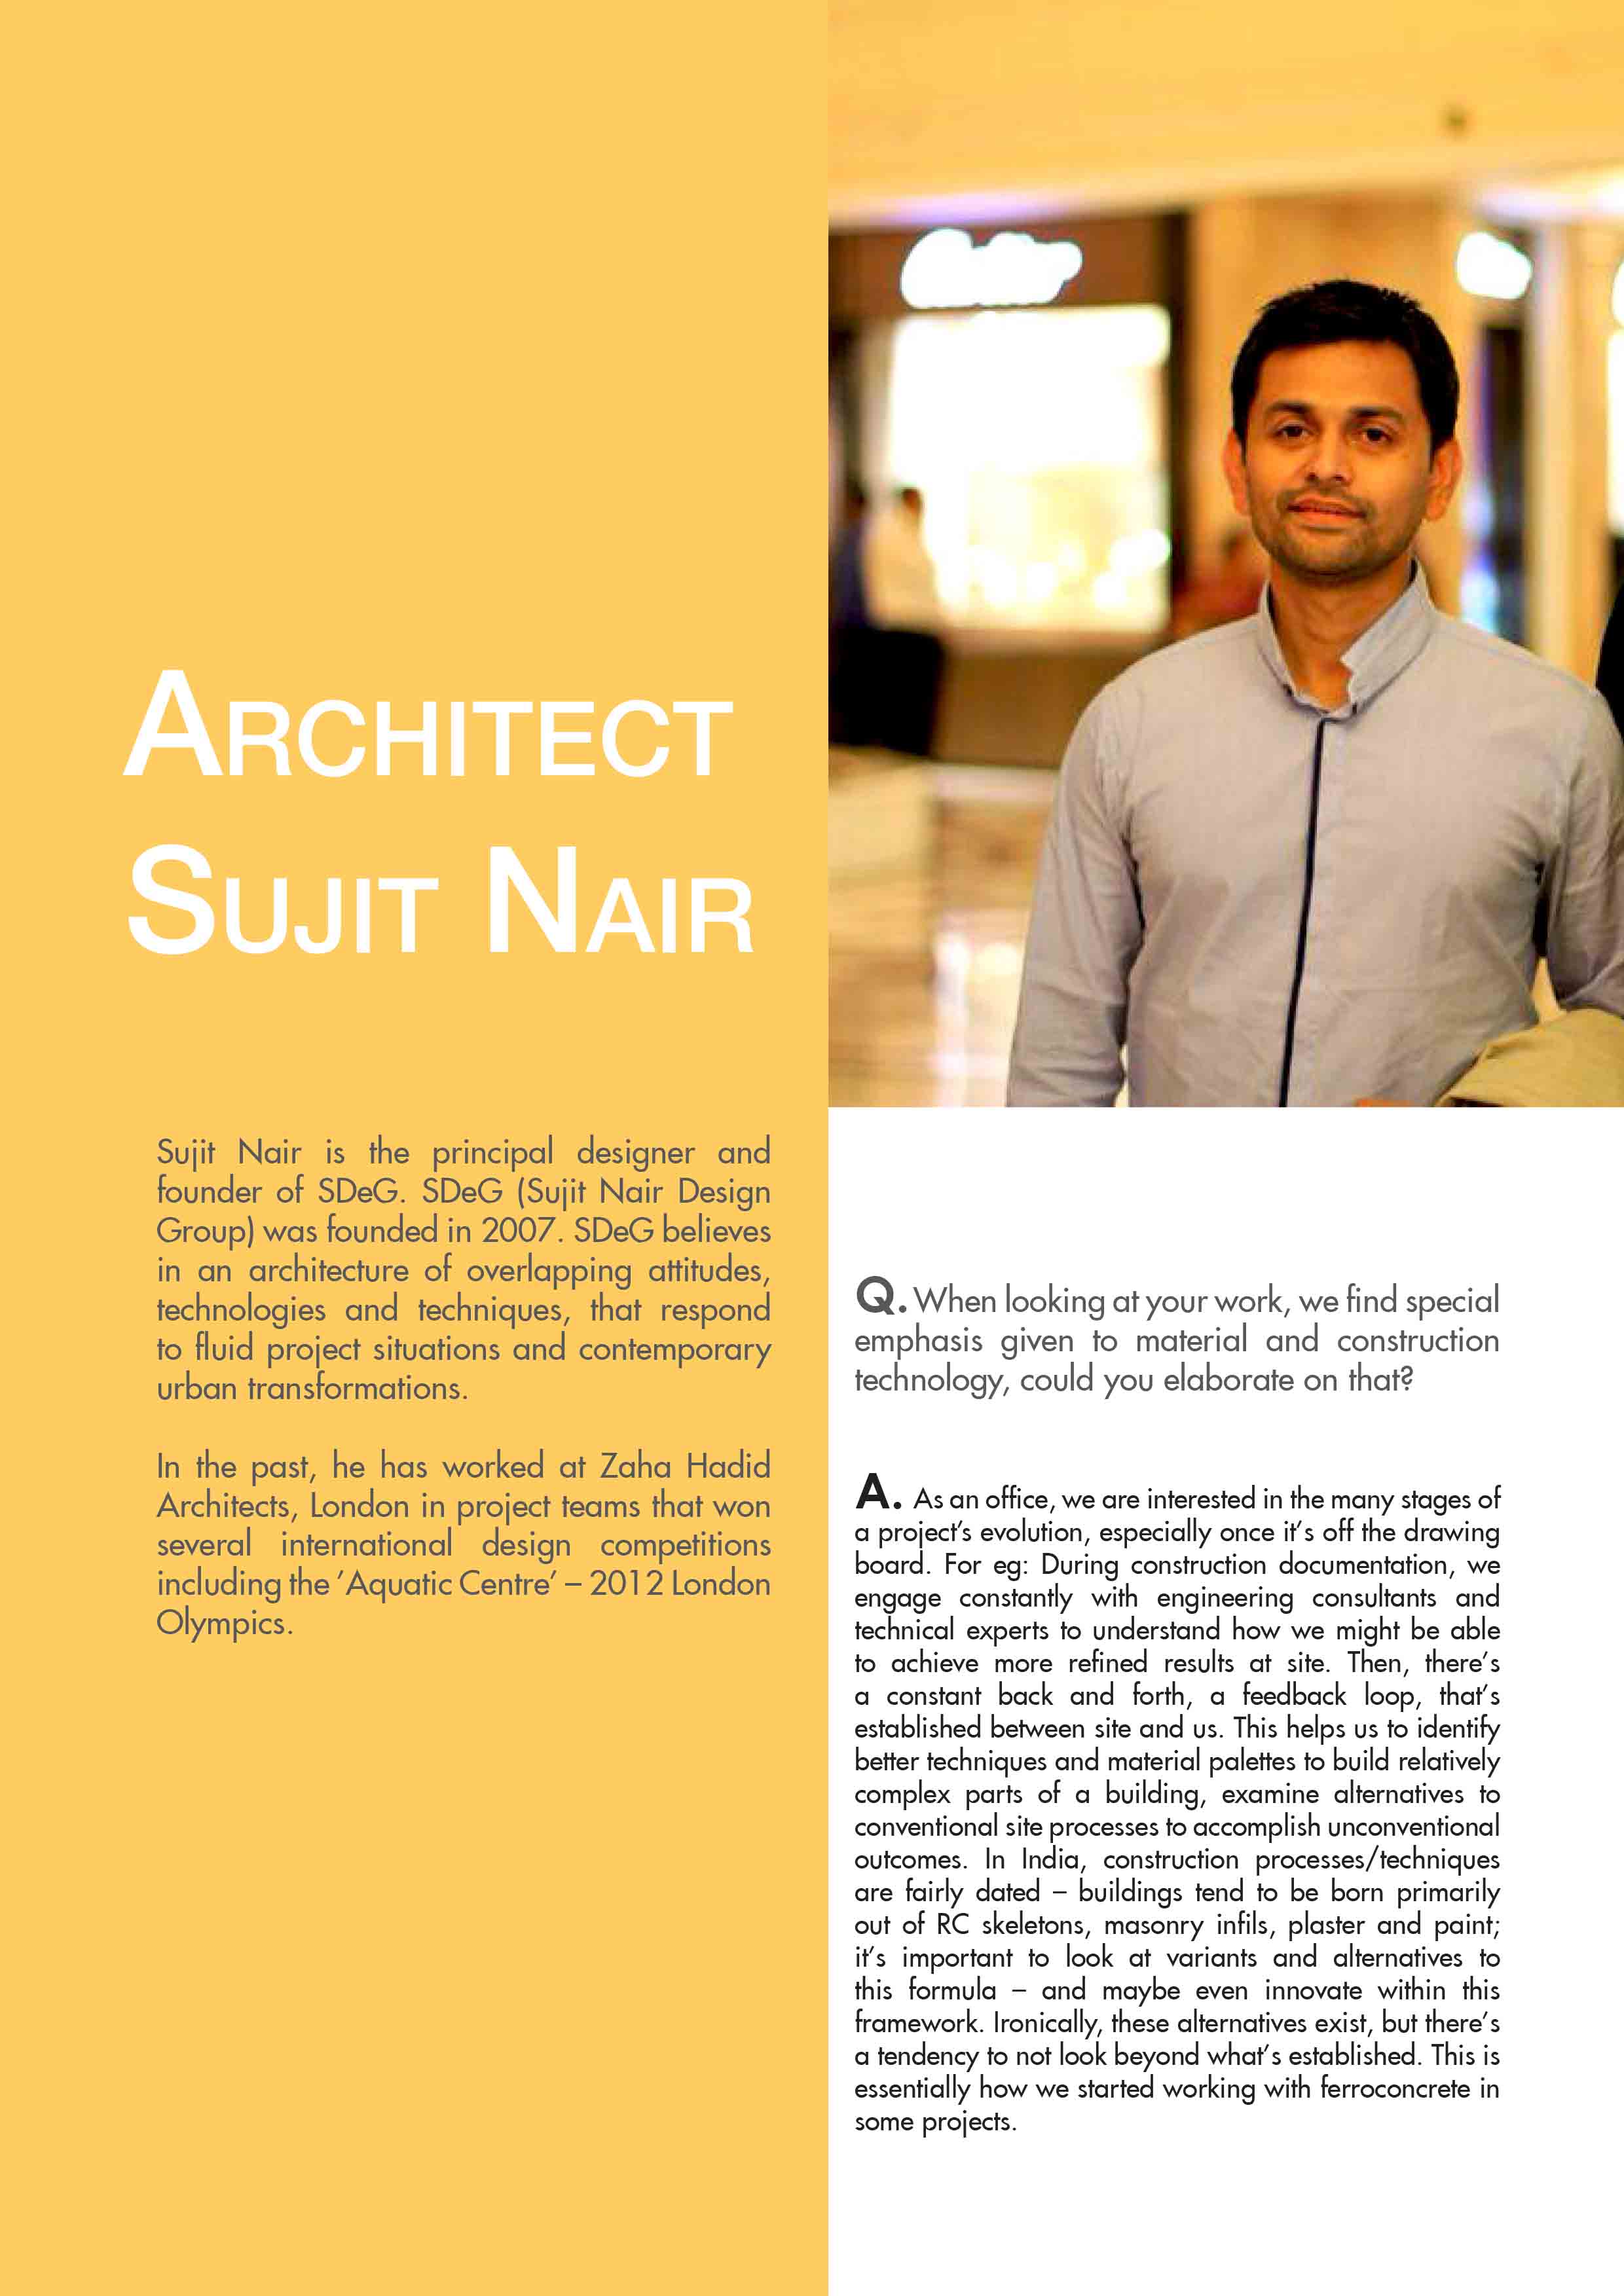 ARCHITECT
SUJIT NAIR
Sujit Nair is the principal designer and
founder of SDeG. SDeG (Sujit Nair Design
Group) was founded in 2007. SDeG believes
in an architecture of overlapping attitudes,
technologies and techniques, that respond
to fluid project situations and contemporary
urban transformations.
In the past, he has worked at Zaha Hadid
Architects, London in project teams that won
several international design competitions
including the ‘Aquatic Centre’ – 2012 London
Olympics.
Q. When looking at your work, we find special
emphasis given to material and construction
technology, could you elaborate on that?
A. As an office, we are interested in the many stages of
a project’s evolution, especially once it’s off the drawing
board. For eg: During construction documentation, we
engage constantly with engineering consultants and
technical experts to understand how we might be able
to achieve more refined results at site. Then, there’s
a constant back and forth, a feedback loop, that’s
established between site and us. This helps us to identify
better techniques and material palettes to build relatively
complex parts of a building, examine alternatives to
conventional site processes to accomplish unconventional
outcomes. In India, construction processes/techniques
are fairly dated – buildings tend to be born primarily
out of RC skeletons, masonry infils, plaster and paint;
it’s important to look at variants and alternatives to
this formula – and maybe even innovate within this
framework. Ironically, these alternatives exist, but there’s
a tendency to not look beyond what’s established. This is
essentially how we started working with ferroconcrete in
some projects.